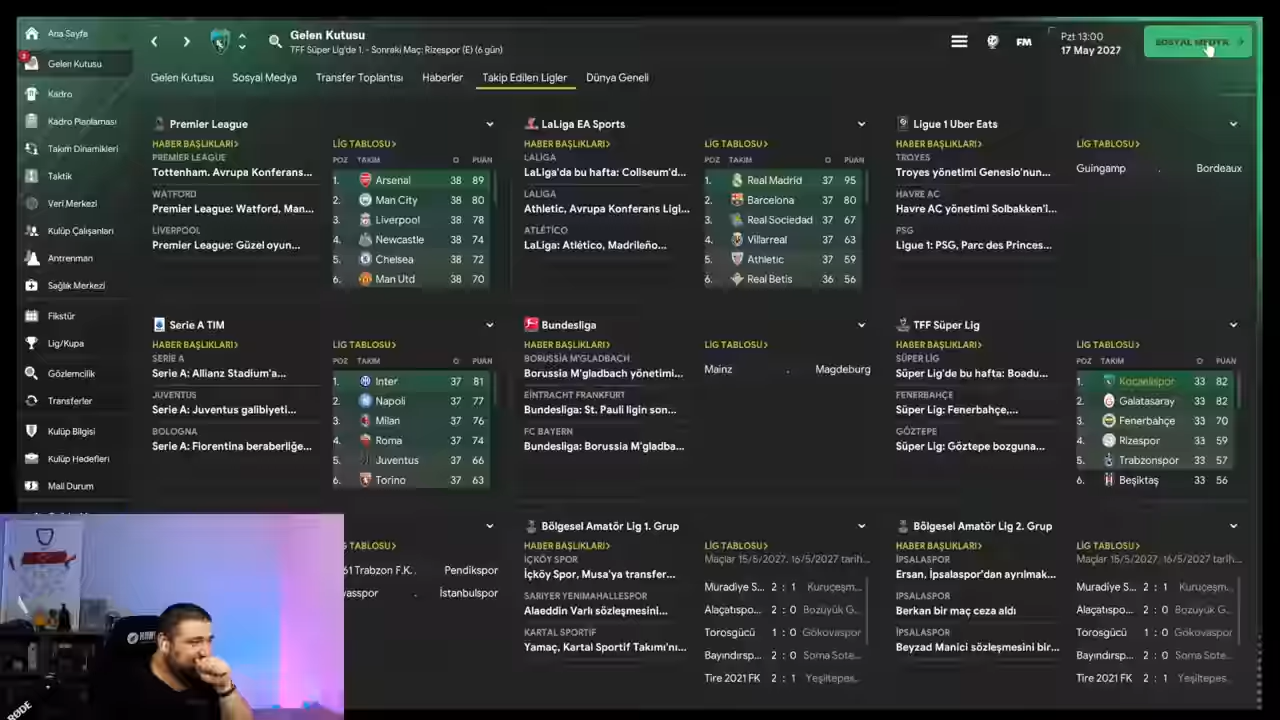 Ana Sayfa
Gelen Kutusu
Kadro
Kadro Planlaması
Takım Dinamikleri
Taktik
Veri Merkezi
Kulüp Çalışanları
Antrenman
Sağlık Merkezi
Fikstür
Lig/Kupa
Gözlemcilik
Transferler
Kulüp Bilgisi
Kulüp Hedefleri
Mali Durum
Gelen Kutusu
TFF Süper Lig'de 1. - Sonraki Maç: Rizespor (E) (6 gün)
FM
Pzt 13:00
17 May 2027
SOSYAL MEDYA
Gelen Kutusu Sosyal Medya Transfer Toplantısı Haberler Takip Edilen Ligler Dünya Geneli
Premier League
HABER BAŞLIKLARI>
PREMIER LEAGUE
Tottenham. Avrupa Konferans...
WATFORD
Premier League: Watford, Man...
LIVERPOOL
Premier League: Güzel oyun...
LİG TABLOSU>
POZ TAKIM O PUAN
1. Arsenal 38 89
2. Man City 38 80
3. Liverpool 38 78
4. Newcastle 38 74
5. Chelsea 38 72
6. Man Utd 38 70
LaLiga EA Sports
HABER BAŞLIKLARI>
LALIGA
LaLiga'da bu hafta: Coliseum'd...
LALIGA
Athletic, Avrupa Konferans Ligi...
ATLÉTICO
LaLiga: Atlético, Madrileño...
LİG TABLOSU>
POZ TAKIM O PUAN
1. Real Madrid 37 95
2. Barcelona 37 80
3. Real Sociedad 37 67
4. Villarreal 37 63
5. Athletic 37 59
6. Real Betis 36 56
Ligue 1 Uber Eats
HABER BAŞLIKLARI>
TROYES
Troyes yönetimi Genesio'nun...
HAVRE AC
Havre AC yönetimi Solbakken'i...
PSG
Ligue 1: PSG, Parc des Princes...
LİG TABLOSU>
Guingamp . Bordeaux
Serie A TIM
HABER BAŞLIKLARI>
SERIE A
Serie A: Allianz Stadium'a...
JUVENTUS
Serie A: Juventus galibiyeti...
BOLOGNA
Serie A: Fiorentina beraberliğe...
LİG TABLOSU>
POZ TAKIM O PUAN
1. Inter 37 81
2. Napoli 37 77
3. Milan 37 76
4. Roma 37 74
5. Juventus 37 66
6. Torino 37 63
Bundesliga
HABER BAŞLIKLARI>
BORUSSIA M'GLADBACH
Borussia M'gladbach yönetimi...
EINTRACHT FRANKFURT
Bundesliga: St. Pauli ligin son...
FC BAYERN
Bundesliga: Borussia M'gladba...
LİG TABLOSU>
Mainz . Magdeburg
TFF Süper Lig
HABER BAŞLIKLARI>
SÜPER LİG
Süper Lig'de bu hafta: Boadu...
FENERBAHÇE
Süper Lig: Fenerbahçe,...
GÖZTEPE
Süper Lig: Göztepe bozguna...
LİG TABLOSU>
POZ TAKIM O PUAN
1. Kocaelispor 33 82
2. Galatasaray 33 82
3. Fenerbahçe 33 70
4. Rizespor 33 59
5. Trabzonspor 33 57
6. Beşiktaş 33 56
G TABLOSU>
61 Trabzon F.K. . Pendikspor
vasspor . İstanbulspor
Bölgesel Amatör Lig 1. Grup
HABER BAŞLIKLARI>
İÇKÖY SPOR
İçköy Spor, Musa'ya transfer...
SARIYER YENIMAHALLESPOR
Alaeddin Varlı sözleşmesini...
KARTAL SPORTİF
Yamaç, Kartal Sportif Takımı'nı...
LİG TABLOSU>
Maçlar 15/5/2027, 16/5/2027 tarih...
Muradiye S... 2 : 1 Kuruçeşm...
Alaçatıspo... 2 : 0 Bozüyük G...
Torosgücü 1 : 0 Gökovaspor
Bayındırsp... 2 : 0 Soma Sote...
Tire 2021 FK 2 : 1 Yeşiltepes...
Bölgesel Amatör Lig 2. Grup
HABER BAŞLIKLARI>
İPSALASPOR
Ersan, İpsalaspor'dan ayrılmak...
İPSALASPOR
Berkan bir maç ceza aldı
İPSALASPOR
Beyzad Manici sözleşmesini bir...
LİG TABLOSU>
Maçlar 15/5/2027, 16/5/2027 tarih...
Muradiye S... 2 : 1 Kuruçeşm...
Alaçatıspo... 2 : 0 Bozüyük G...
Torosgücü 1 : 0 Gökovaspor
Bayındırsp... 2 : 0 Soma Sote...
Tire 2021 FK 2 : 1 Yeşiltepes...
RØDE